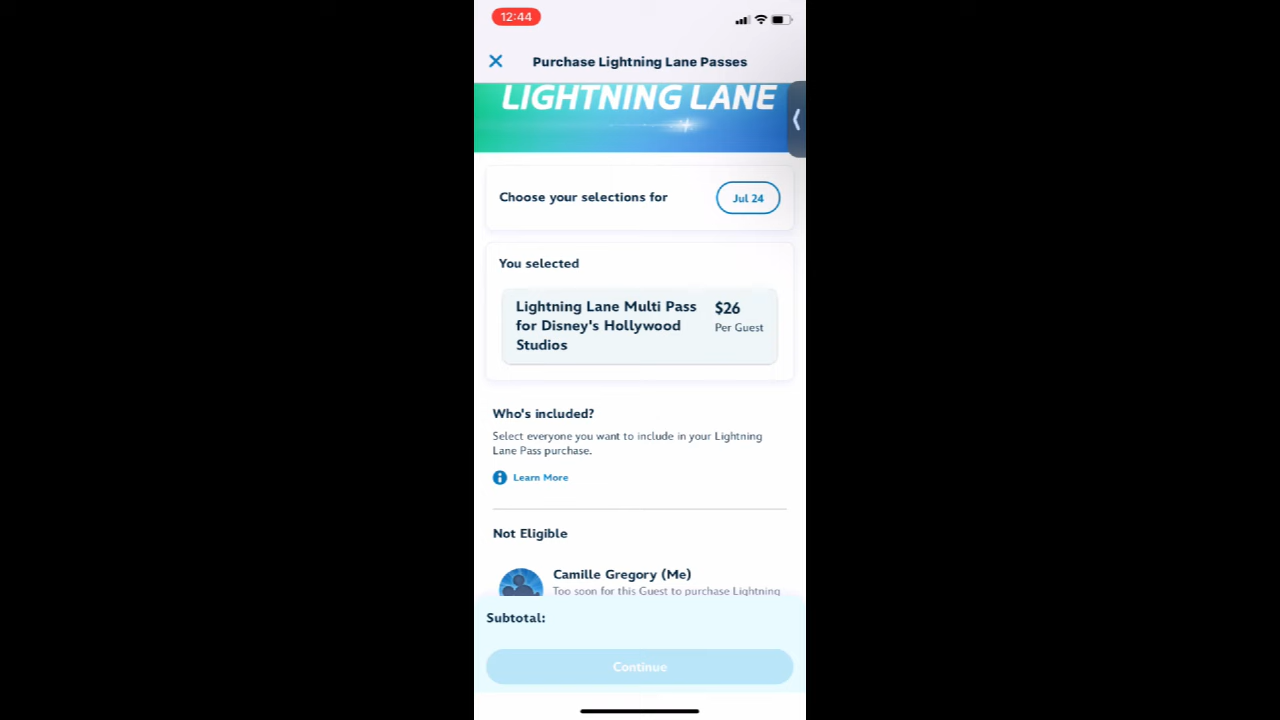 12:44
Purchase Lightning Lane Passes
LIGHTNING LANE
Choose your selections for
Jul 24
You selected
Lightning Lane Multi Pass
for Disney's Hollywood
Studios
$26
Per Guest
Who's included?
Select everyone you want to include in your Lightning
Lane Pass purchase.
Learn More
Not Eligible
Camille Gregory (Me)
Too soon for this Guest to purchase Lightning
Subtotal:
Continue